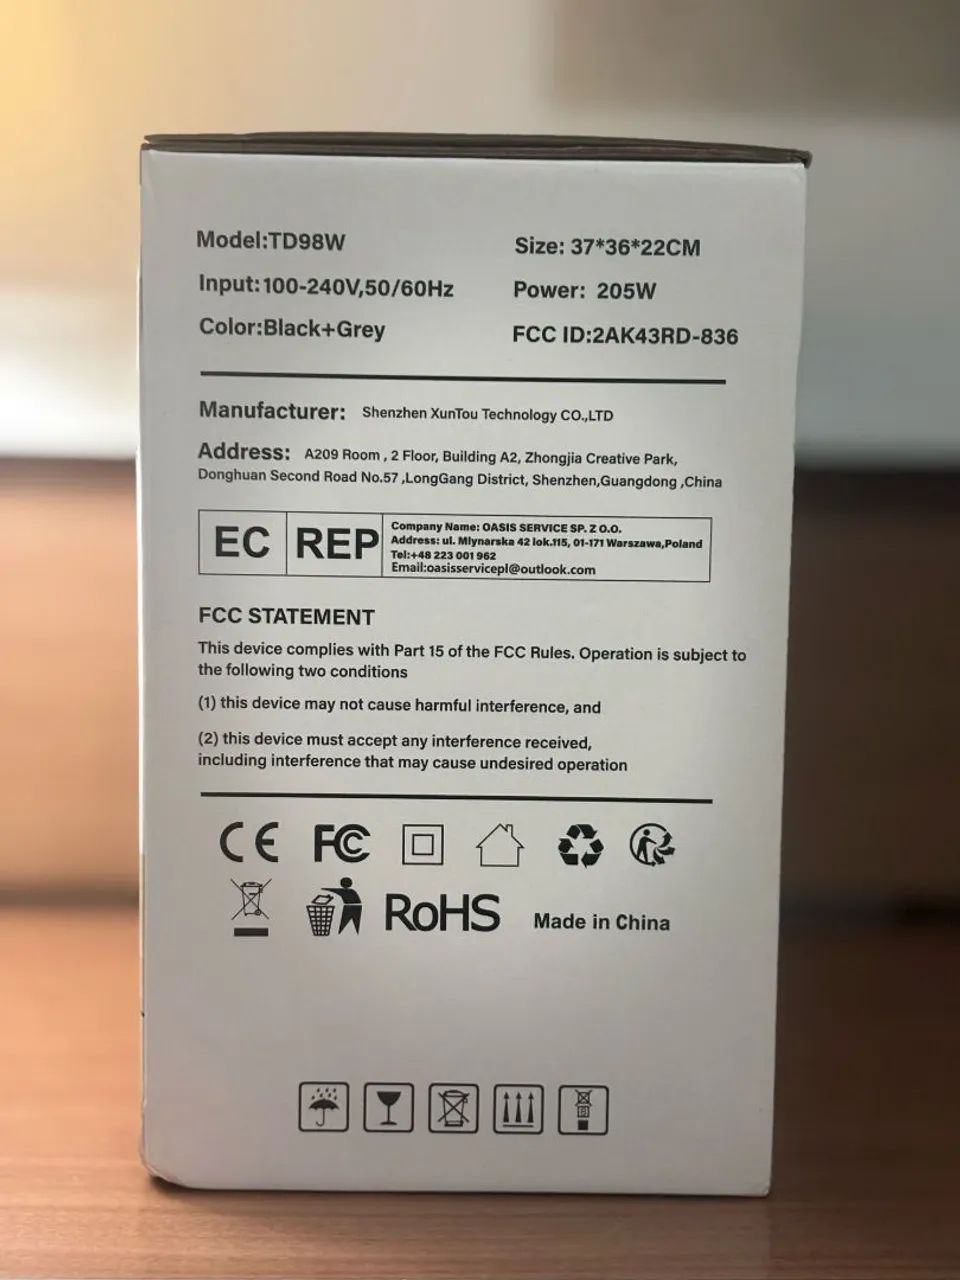 Model:TD98W
Size: 37*36*22CM
Input:100-240V,50/60Hz
Power: 205W
Color:Black+Grey
FCC ID:2AK43RD-836
Manufacturer: Shenzhen XunTou Technology CO.,LTD
Address: A209 Room , 2 Floor, Building A2, Zhongjia Creative Park,
Donghuan Second Road No.57 ,LongGang District, Shenzhen,Guangdong ,China
EC REP
Company Name: OASIS SERVICE SP. Z O.O.
Address: ul. Mlynarska 42 lok.115, 01-171 Warszawa,Poland
Tel:+48 223 001 962
Email:oasisservicepl@outlook.com
FCC STATEMENT
This device complies with Part 15 of the FCC Rules. Operation is subject to
the following two conditions
(1) this device may not cause harmful interference, and
(2) this device must accept any interference received,
including interference that may cause undesired operation
CE FC
RoHS Made in China